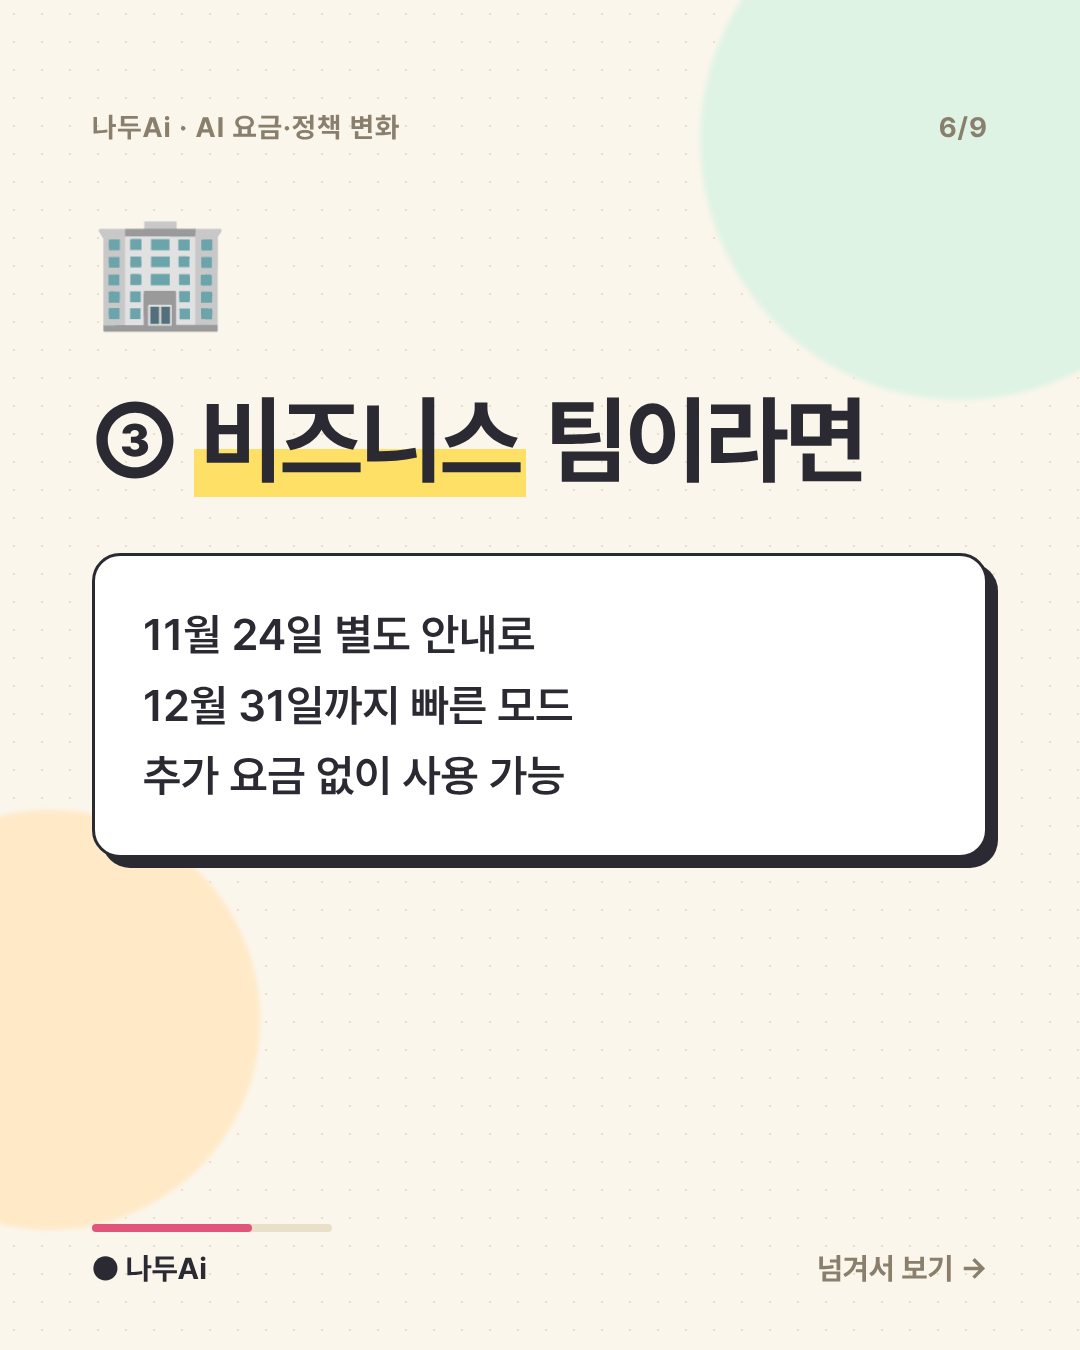 나두Ai · AI 요금·정책 변화
6/9
③ 비즈니스 팀이라면
11월 24일 별도 안내로
12월 31일까지 빠른 모드
추가 요금 없이 사용 가능
● 나두Ai
넘겨서 보기 →